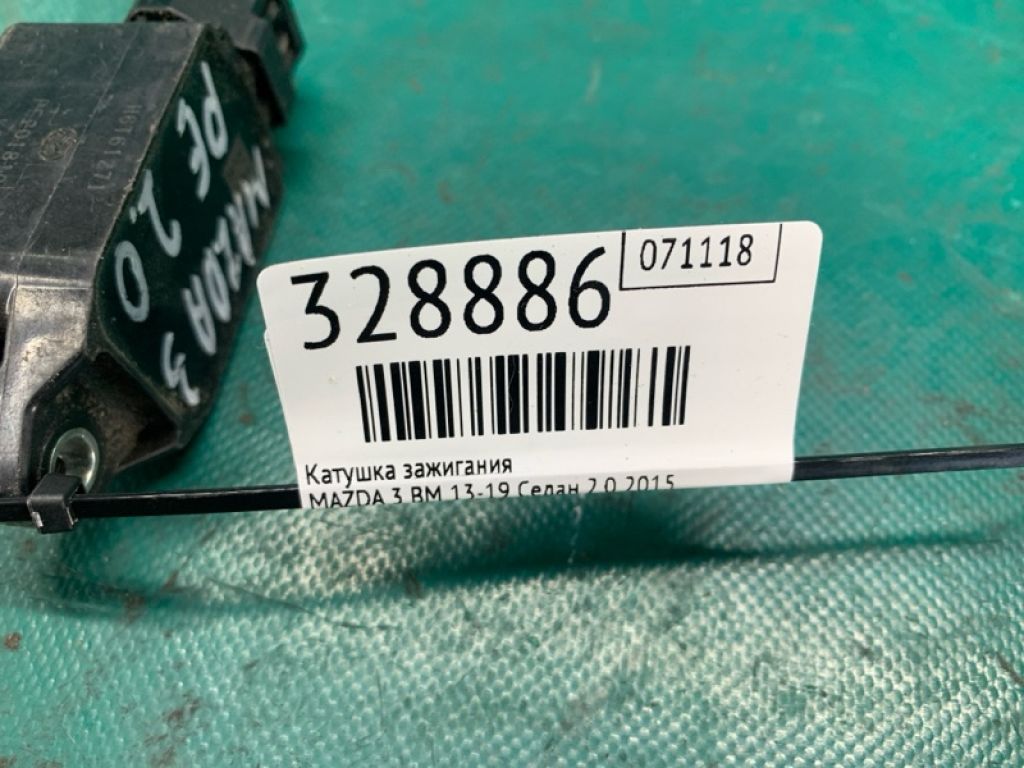 328886
071118
Катушка зажигания
MAZDA 3 BM 13-19 Седан 2.0 2015
MAZDA 3
PE
2.0